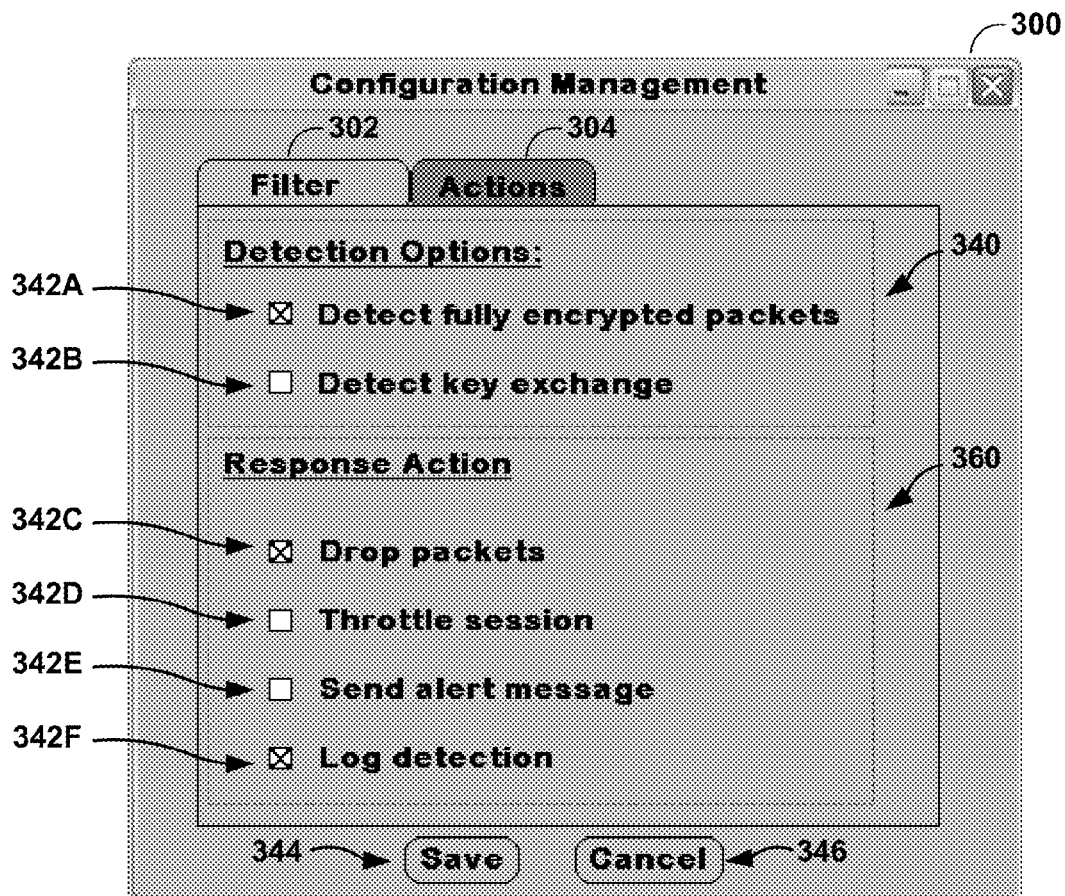 300
Configuration Management
302
304
Filter
Actions
Detection Options:
340
342A
Detect fully encrypted packets
342B
Detect key exchange
Response Action
360
342C
Drop packets
342D
Throttle session
342E
Send alert message
342F
Log detection
344
Save
Cancel
346